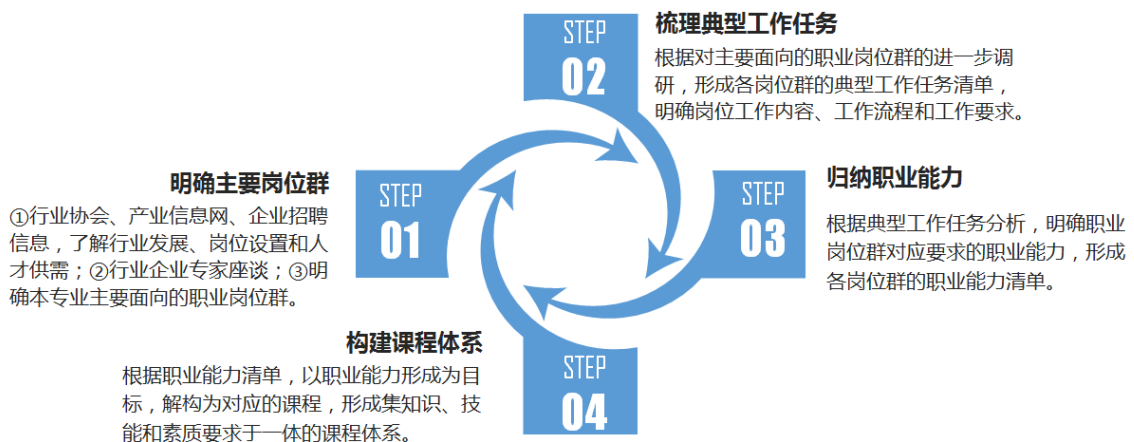 STEP
01
明确主要岗位群
①行业协会、产业信息网、企业招聘
信息，了解行业发展、岗位设置和人
才供需；②行业企业专家座谈；③明
确本专业主要面向的职业岗位群。
STEP
02
梳理典型工作任务
根据对主要面向的职业岗位群的进一步调
研，形成各岗位群的典型工作任务清单，
明确岗位工作内容、工作流程和工作要求。
STEP
03
归纳职业能力
根据典型工作任务分析，明确职业
岗位群对应要求的职业能力，形成
各岗位群的职业能力清单。
STEP
04
构建课程体系
根据职业能力清单，以职业能力形成为目
标，解构为对应的课程，形成集知识、技
能和素质要求于一体的课程体系。